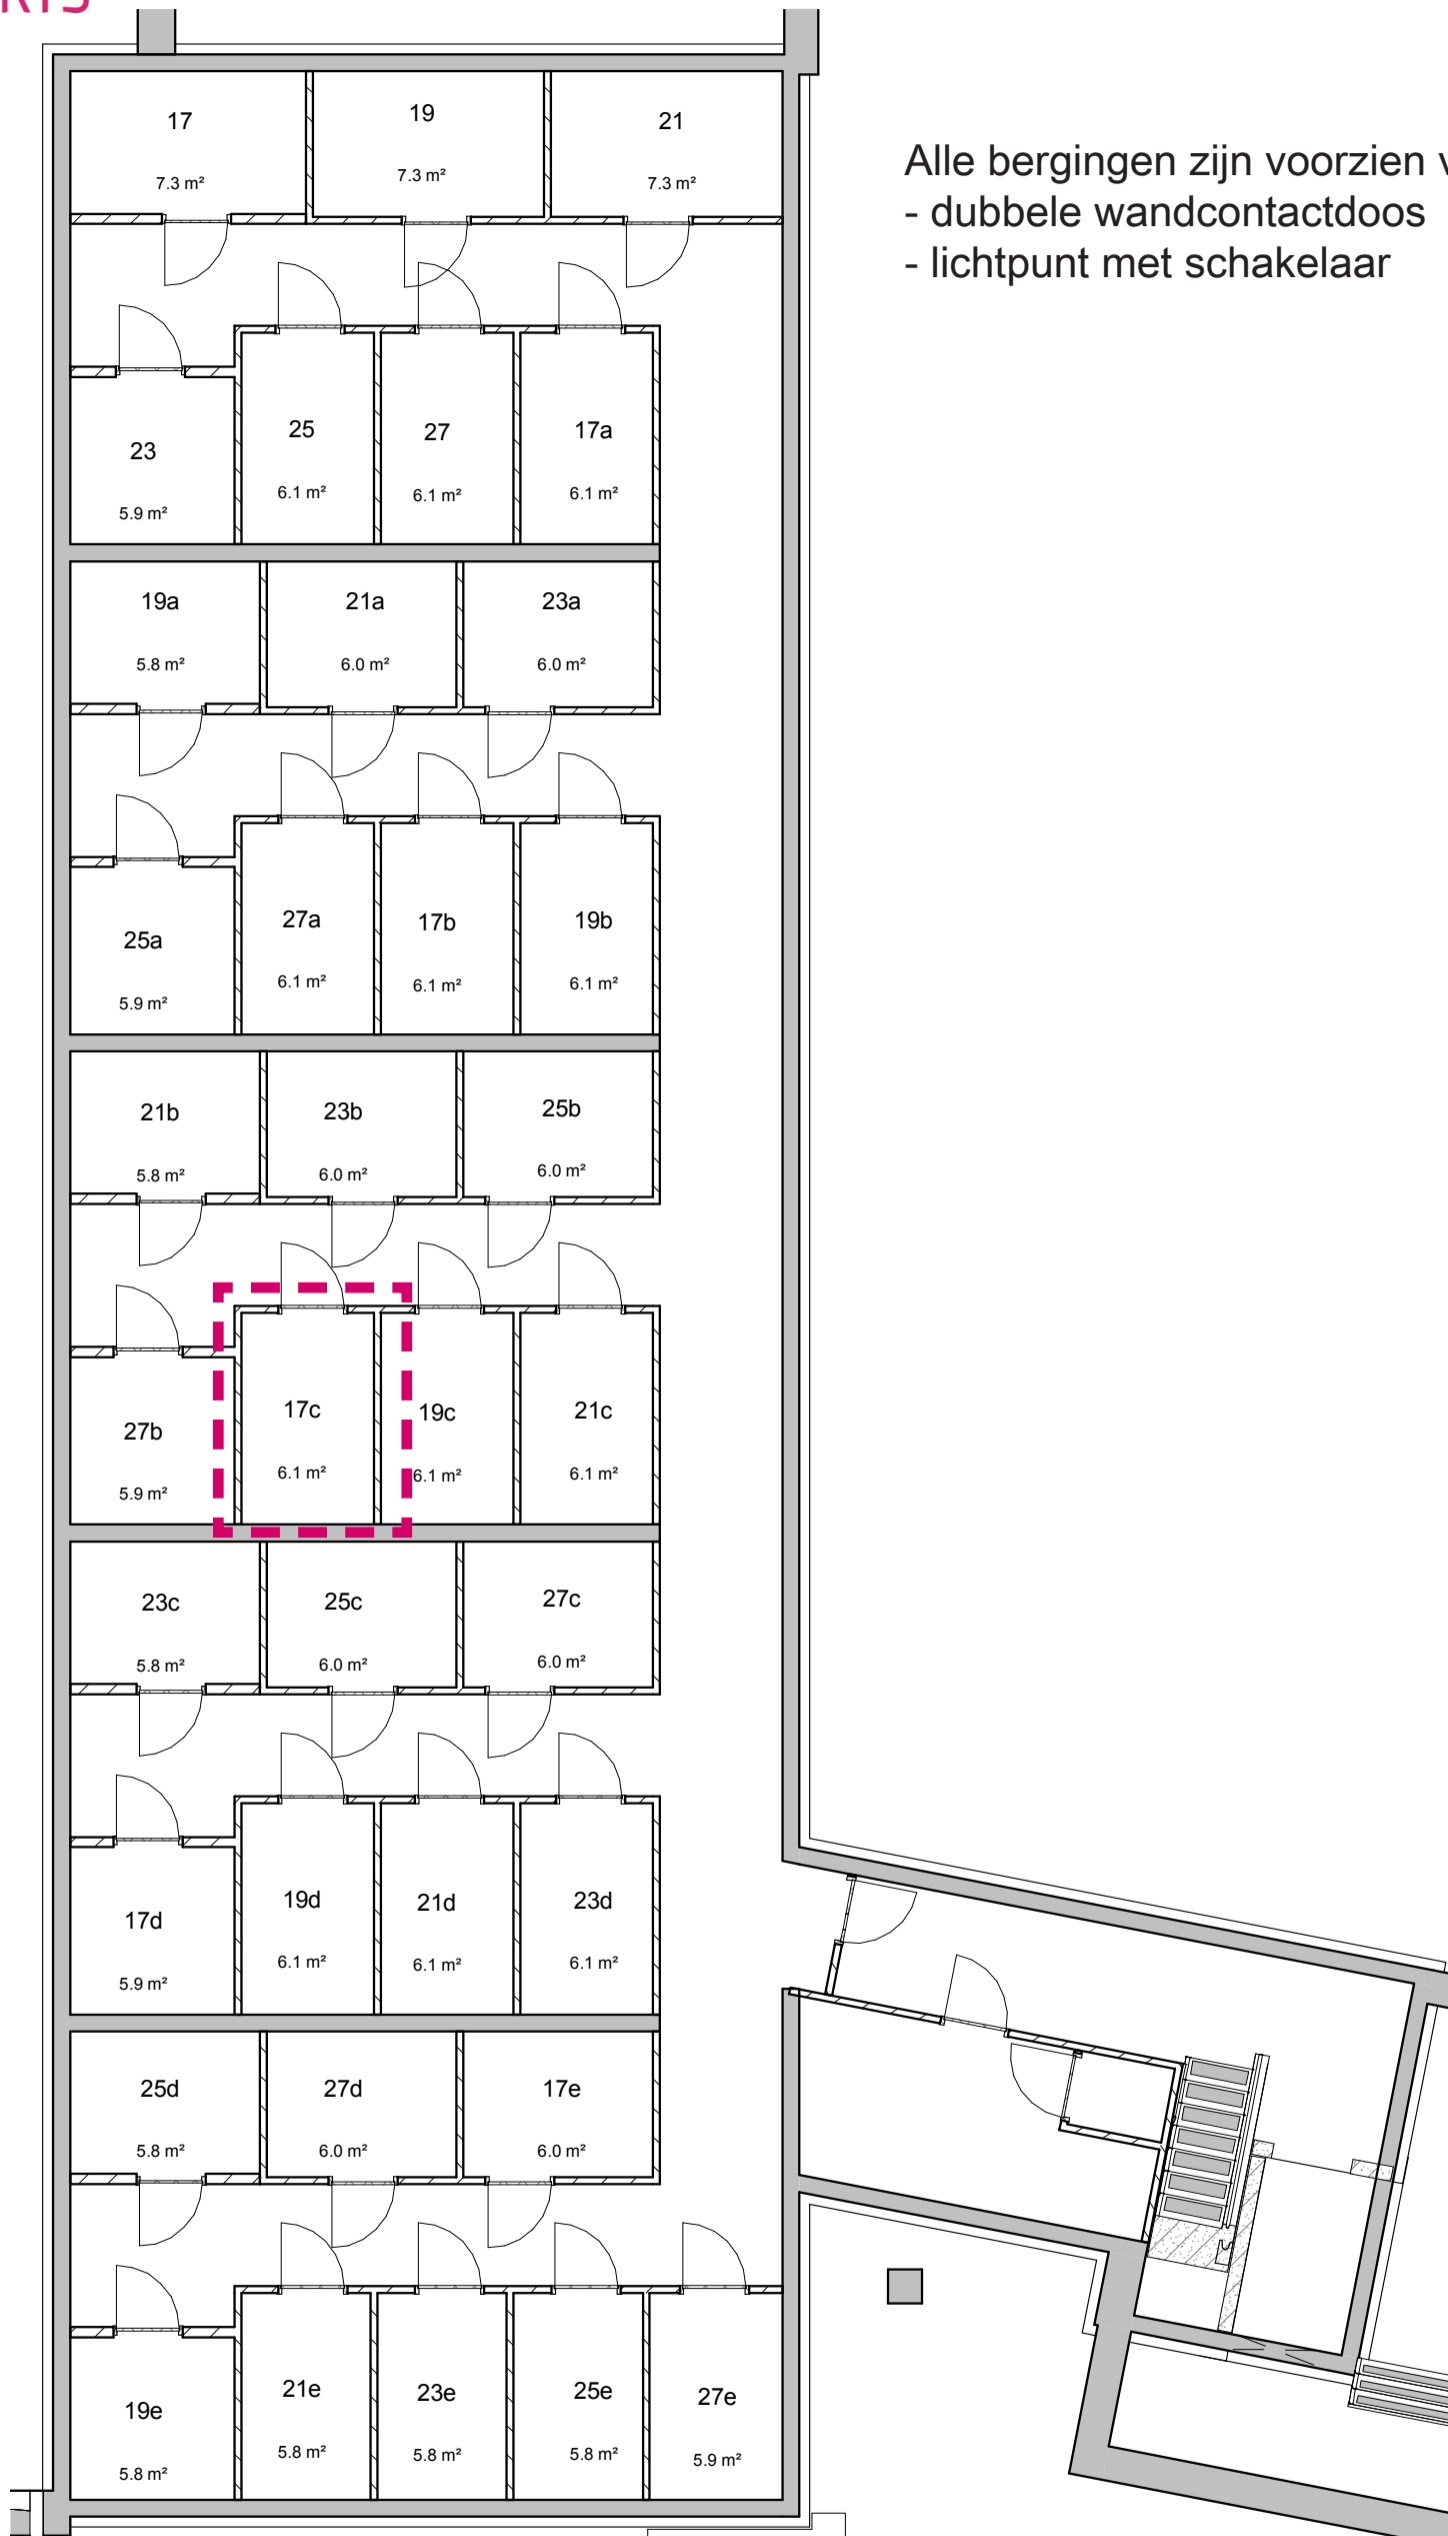 17
7.3 m²
19
7.3 m²
21
7.3 m²
Alle bergingen zijn voorzien
- dubbele wandcontactdoos
- lichtpunt met schakelaar
23
5.9 m²
25
6.1 m²
27
6.1 m²
17a
6.1 m²
19a
5.8 m²
21a
6.0 m²
23a
6.0 m²
25a
5.9 m²
27a
6.1 m²
17b
6.1 m²
19b
6.1 m²
21b
5.8 m²
23b
6.0 m²
25b
6.0 m²
27b
5.9 m²
17c
6.1 m²
19c
6.1 m²
21c
6.1 m²
23c
5.8 m²
25c
6.0 m²
27c
6.0 m²
17d
5.9 m²
19d
6.1 m²
21d
6.1 m²
23d
6.1 m²
25d
5.8 m²
27d
6.0 m²
17e
6.0 m²
19e
5.8 m²
21e
5.8 m²
23e
5.8 m²
25e
5.8 m²
27e
5.9 m²